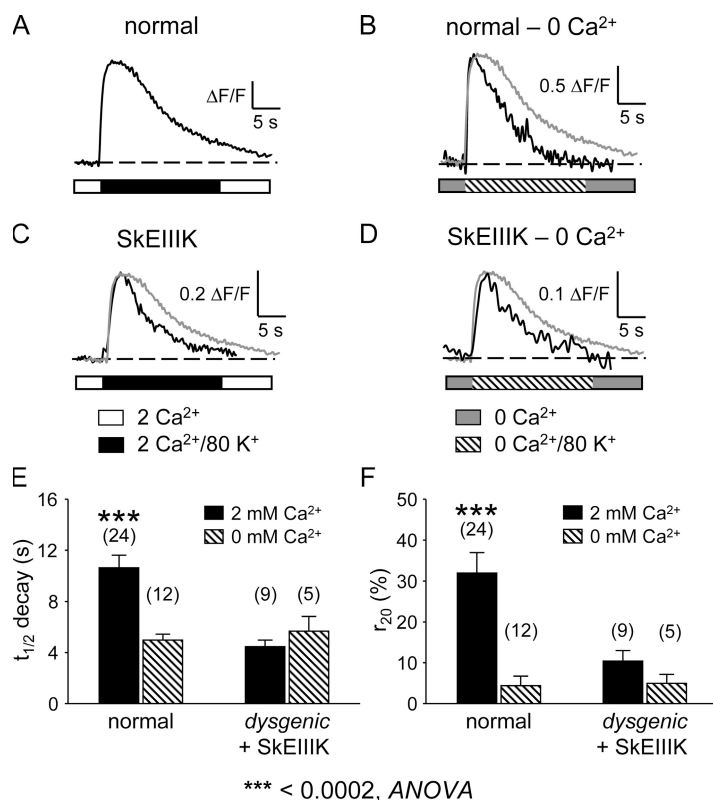 A
normal
ΔF/F
5 s
B
normal – 0 Ca²⁺
0.5 ΔF/F
5 s
C
SkEIIIK
0.2 ΔF/F
5 s
D
SkEIIIK – 0 Ca²⁺
0.1 ΔF/F
5 s
2 Ca²⁺
2 Ca²⁺/80 K⁺
0 Ca²⁺
0 Ca²⁺/80 K⁺
E
16
12
8
4
0
t1/2 decay (s)
***
(24)
(12)
(9)
(5)
2 mM Ca²⁺
0 mM Ca²⁺
normal
dysgenic
+ SkEIIIK
F
50
40
30
20
10
0
r20 (%)
***
(24)
(12)
(9)
(5)
2 mM Ca²⁺
0 mM Ca²⁺
normal
dysgenic
+ SkEIIIK
*** < 0.0002, ANOVA